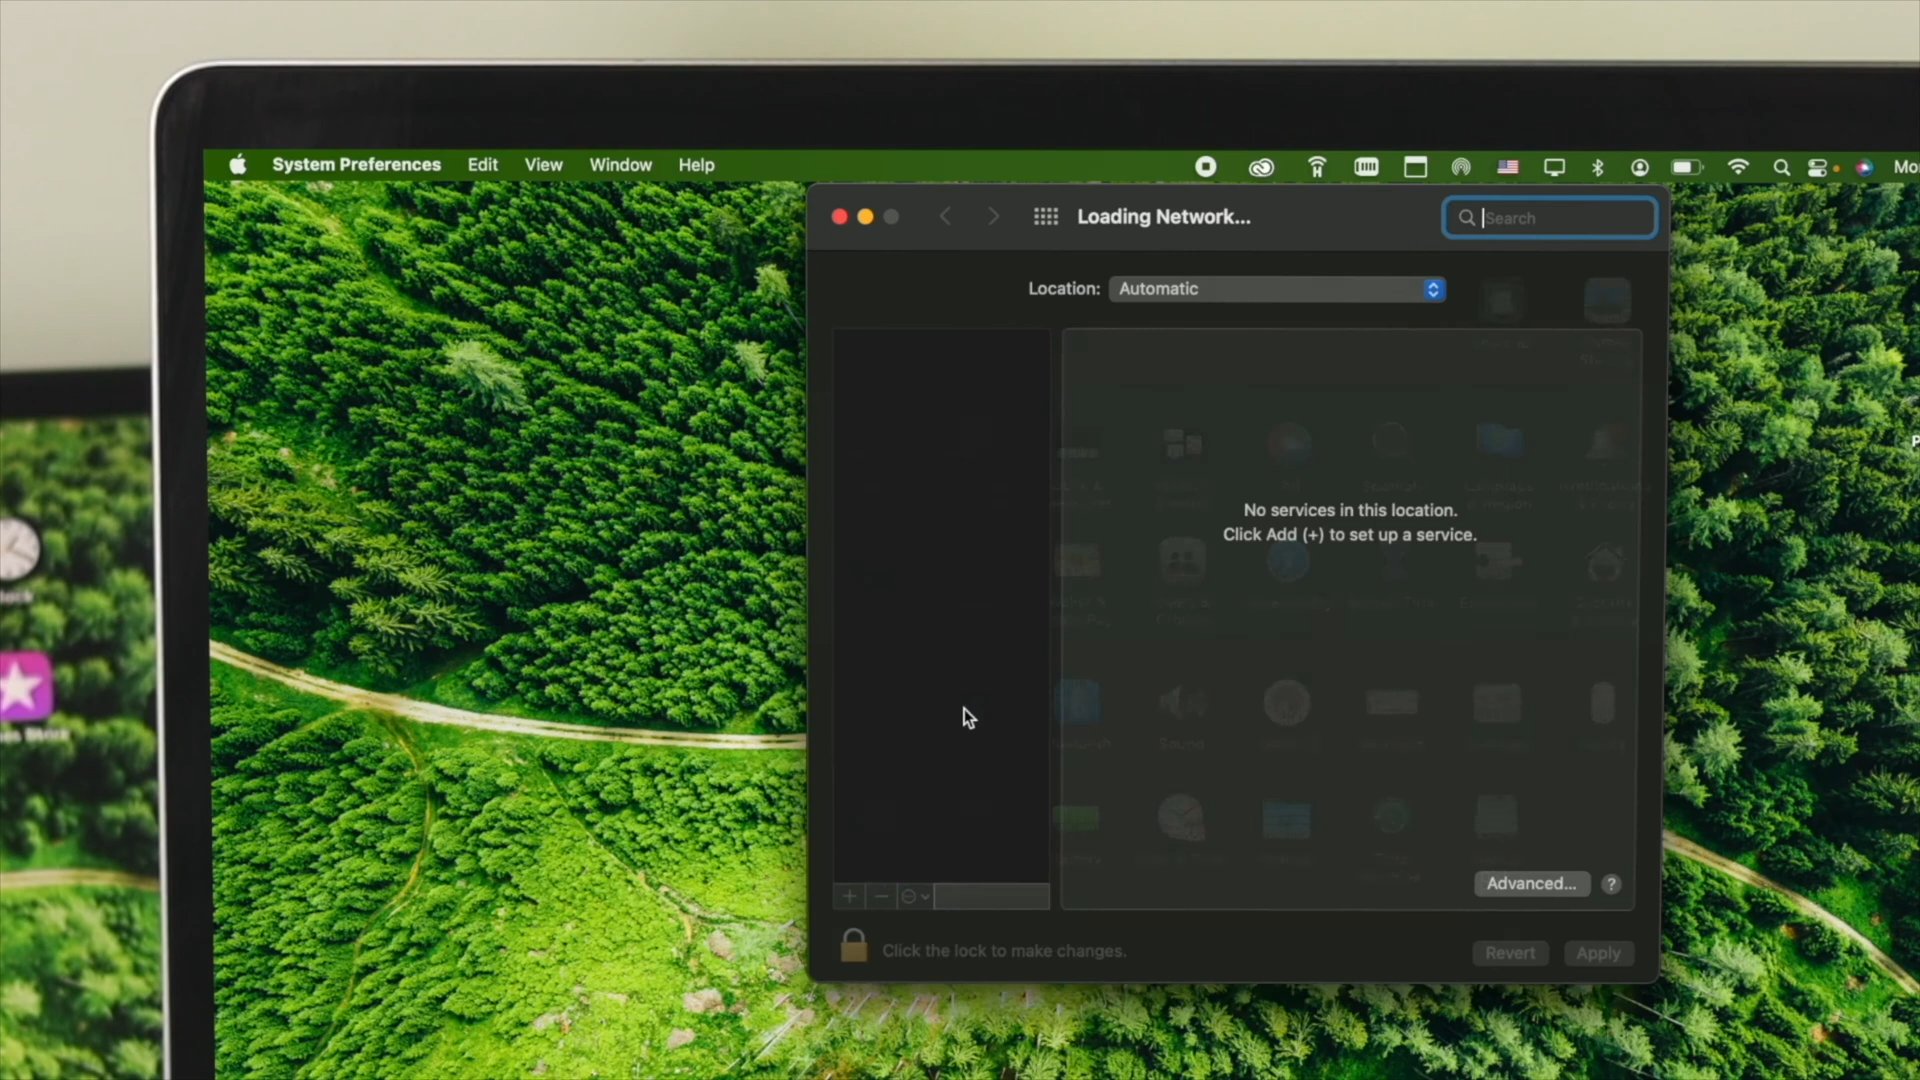 System Preferences Edit View Window Help
Loading Network...
Search
Location: Automatic
No services in this location.
Click Add (+) to set up a service.
Sound
Advanced... ?
Click the lock to make changes.
Revert Apply